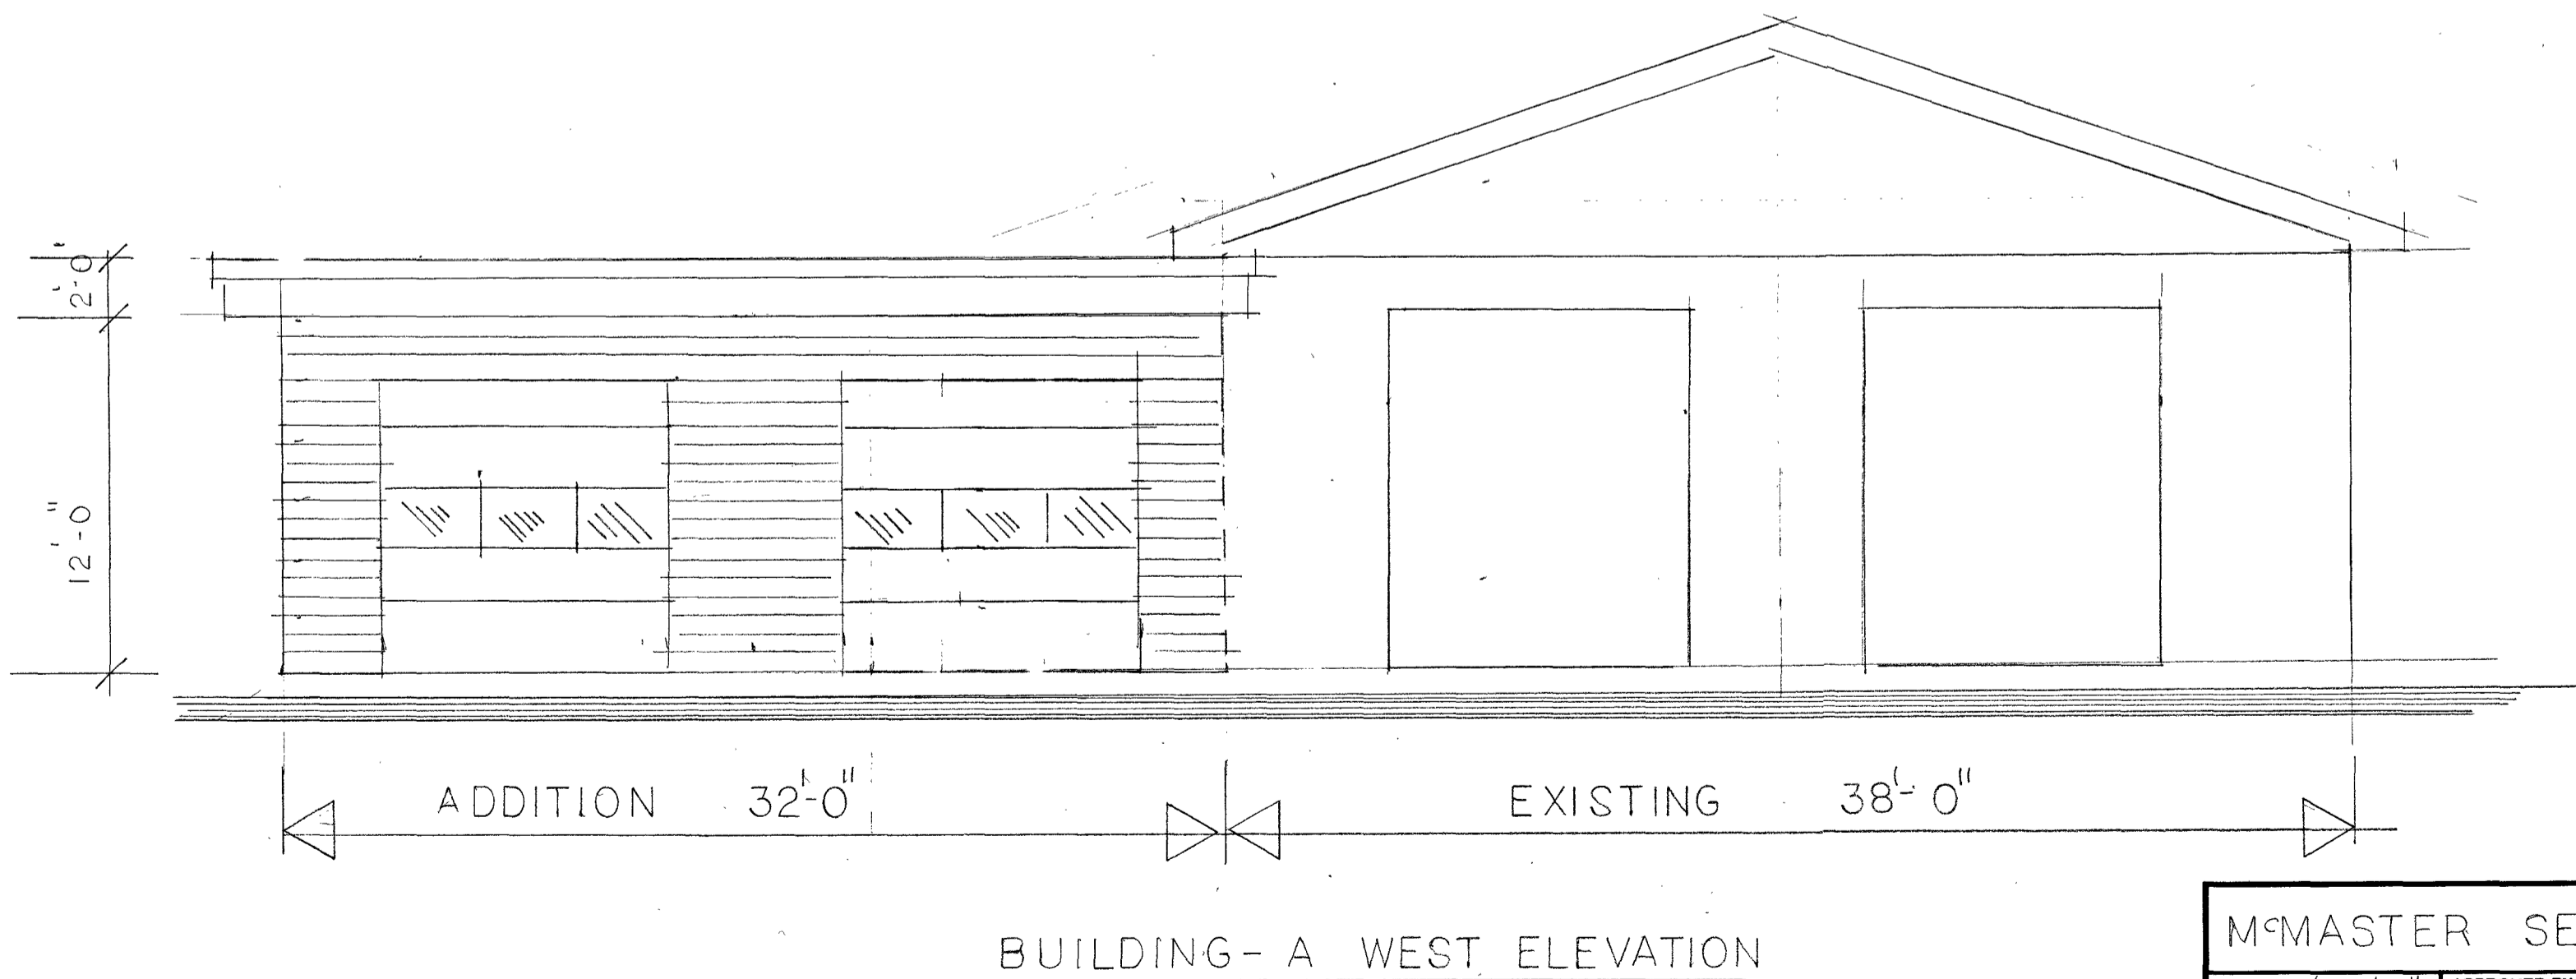 2'-0"
12'-0"
ADDITION 32'-0"
EXISTING 38'-0"
BUILDING-A WEST ELEVATION
McMASTER SE